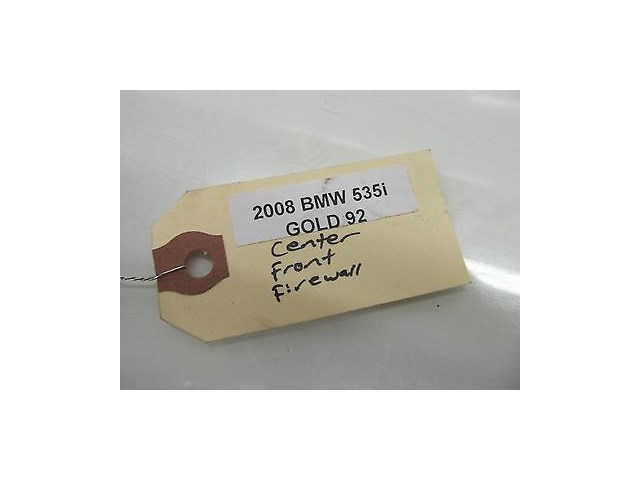 2008 BMW 535i
GOLD 92
Center
Front
Firewall